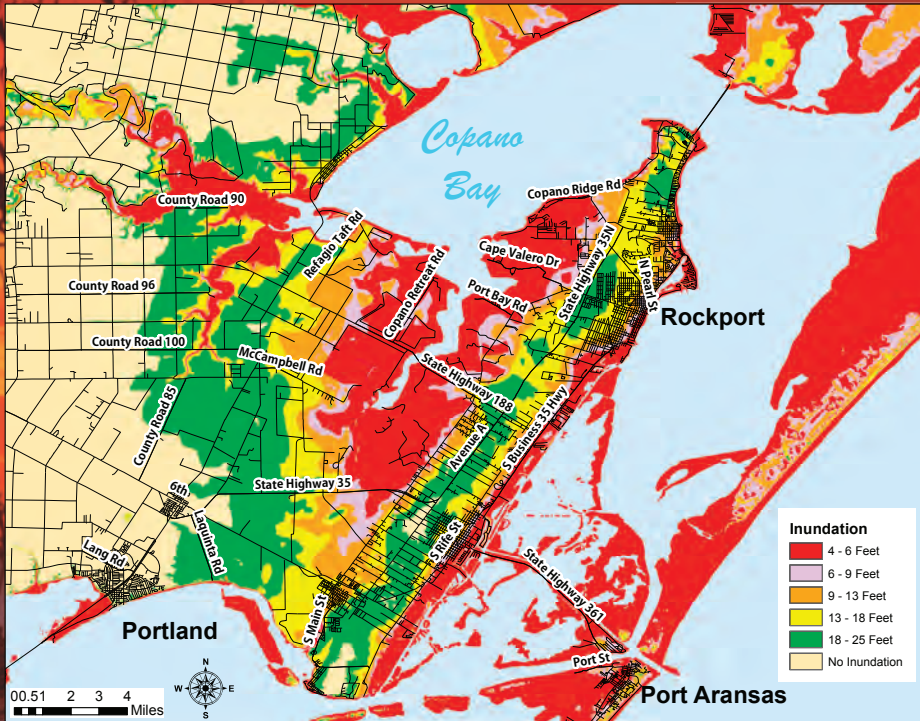 Copano
Bay
Copano Ridge Rd
County Road 90
Refagio Taft Rd
Cape Valero Dr
State Highway 35N
N Pearl St
Copano Retreat Rd
County Road 96
Port Bay Rd
Rockport
County Road 100
McCampbell Rd
State Highway 188
County Road 85
S Business 35 Hwy
Avenue A
6th
State Highway 35
Laquinta Rd
S Rife St
Lang Rd
State Highway 361
S Main St
Portland
Port St
Port Aransas
Inundation
4 - 6 Feet
6 - 9 Feet
9 - 13 Feet
13 - 18 Feet
18 - 25 Feet
No Inundation
N
W E
S
00.51 2 3 4
Miles